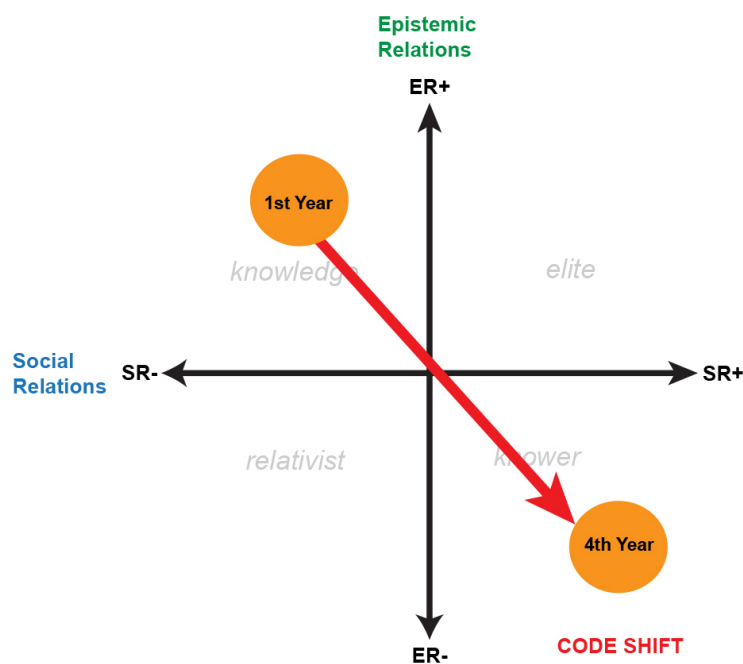 Epistemic
Relations
ER+
1st Year
knowledge
elite
Social
Relations
SR-
SR+
relativist
knower
4th Year
CODE SHIFT
ER-